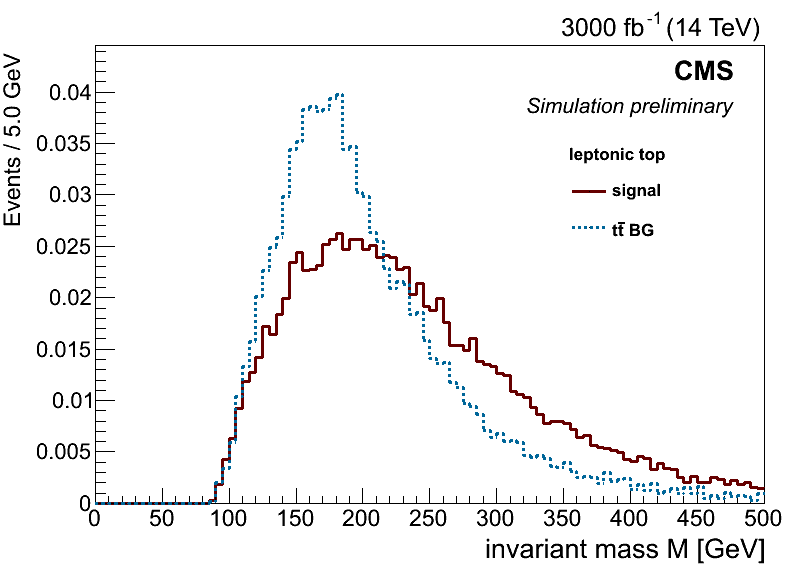 3000 fb⁻¹ (14 TeV)
CMS
Simulation preliminary
leptonic top
signal
tt̄ BG
Events / 5.0 GeV
0.04
0.035
0.03
0.025
0.02
0.015
0.01
0.005
0
0 50 100 150 200 250 300 350 400 450 500
invariant mass M [GeV]